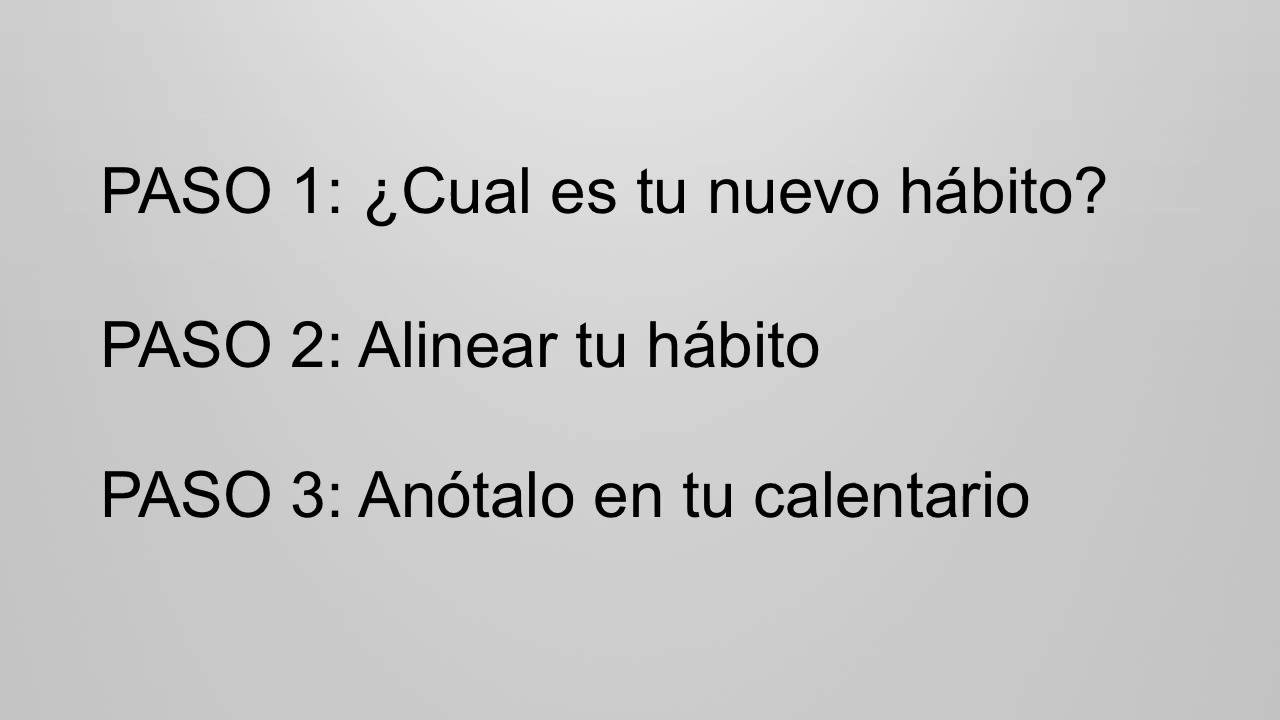 PASO 1: ¿Cual es tu nuevo hábito?
PASO 2: Alinear tu hábito
PASO 3: Anótalo en tu calentario